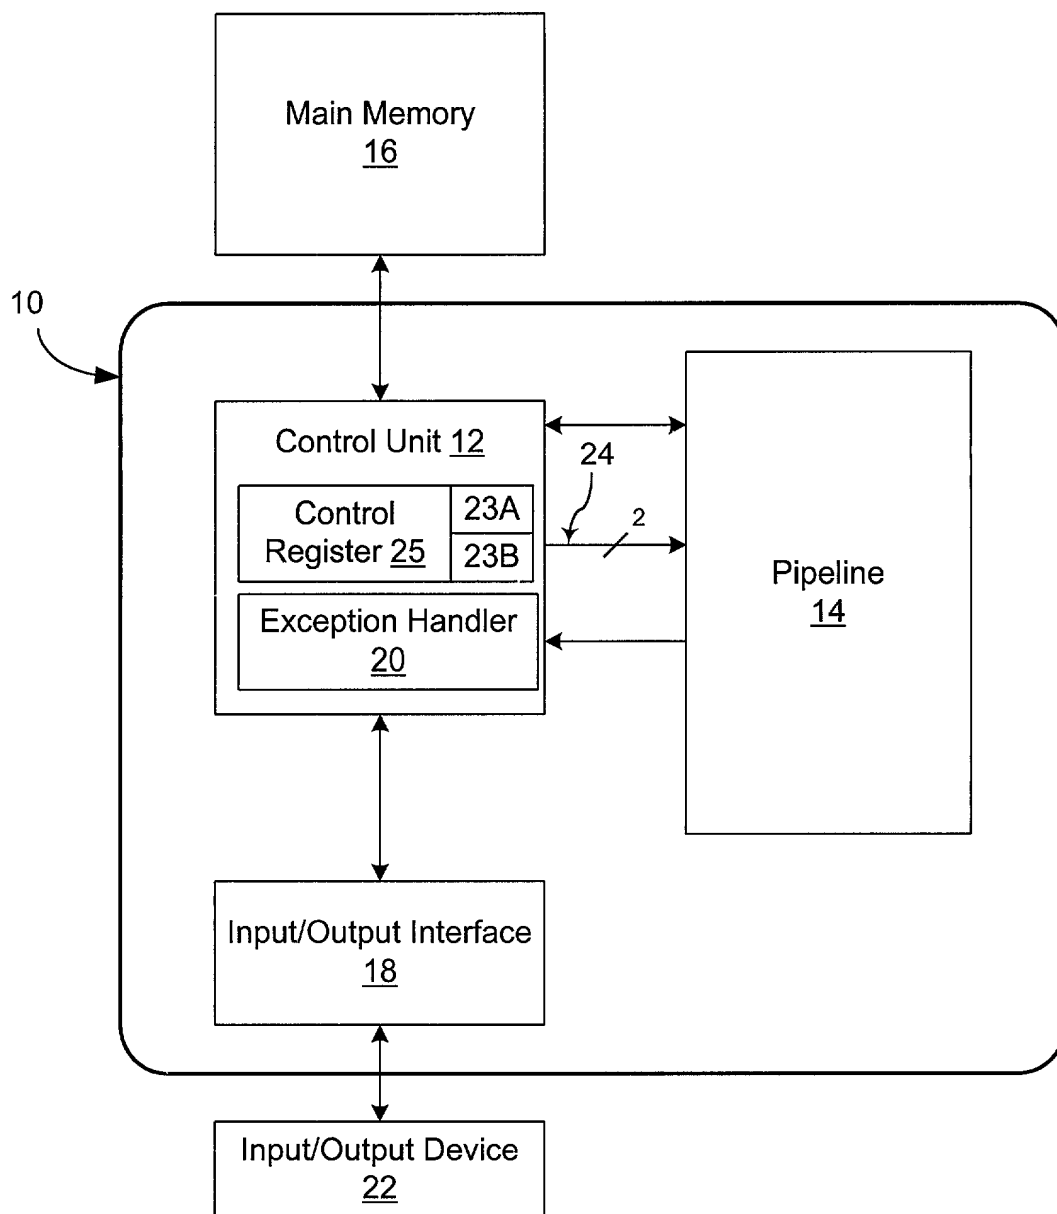 Main Memory
16
10
Control Unit 12
24
Control
Register 25
23A
23B
2
Pipeline
14
Exception Handler
20
Input/Output Interface
18
Input/Output Device
22